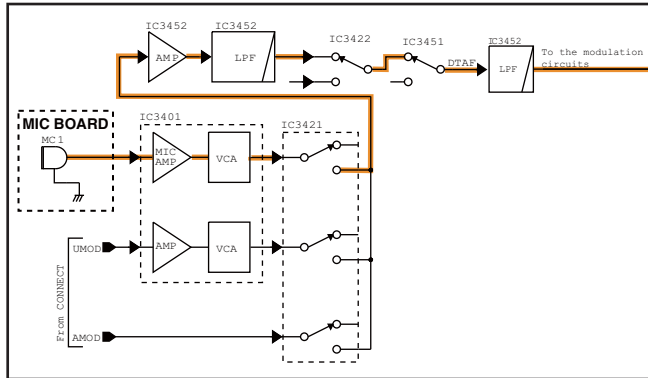 IC3452
IC3452
IC3422
IC3451
IC3452
AMP
LPF
DTAF
LPF
To the modulation
circuits
MIC BOARD
MC1
IC3401
IC3421
MIC
AMP
VCA
UMOD
AMP
VCA
From CONNECT
AMOD